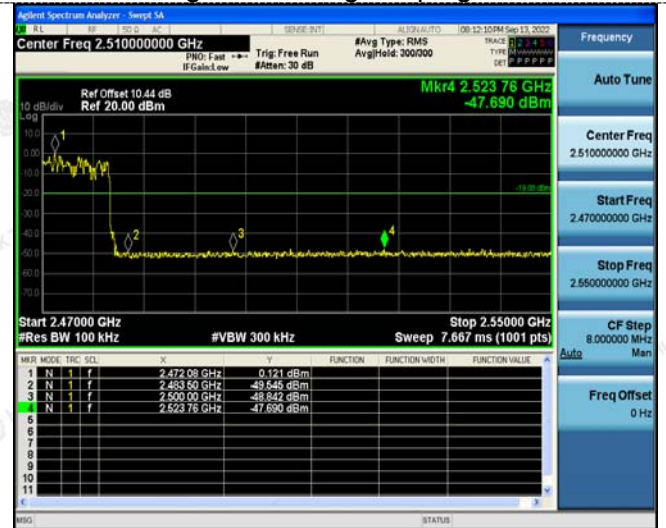 Agilent Spectrum Analyzer - Swept SA
RL RF 50 Ω AC SENSE:INT ALIGNAUTO 08:12:10 PM Sep 13, 2022
Center Freq 2.510000000 GHz
PNO: Fast
IFGain:Low
Trig: Free Run
#Atten: 30 dB
#Avg Type: RMS
Avg|Hold: 300/300
TRACE 1 2 3 4 5 6
TYPE
DET P P P P P P
Frequency
Auto Tune
Center Freq
2.510000000 GHz
Start Freq
2.470000000 GHz
Stop Freq
2.550000000 GHz
CF Step
8.000000 MHz
Auto Man
Freq Offset
0 Hz
Mkr4 2.523 76 GHz
-47.690 dBm
Ref Offset 10.44 dB
10 dB/div Ref 20.00 dBm
Log
10.0
0.00
-10.0
-20.0
-30.0
-40.0
-50.0
-60.0
-70.0
1
2
3
4
Start 2.47000 GHz Stop 2.55000 GHz
#Res BW 100 kHz #VBW 300 kHz Sweep 7.667 ms (1001 pts)
MKR MODE TRC SCL X Y FUNCTION FUNCTION WIDTH FUNCTION VALUE
1 N 1 f 2.472 08 GHz 0.121 dBm
2 N 1 f 2.483 50 GHz -49.545 dBm
3 N 1 f 2.500 00 GHz -48.842 dBm
4 N 1 f 2.523 76 GHz -47.690 dBm
5
6
7
8
9
10
11
MSG STATUS